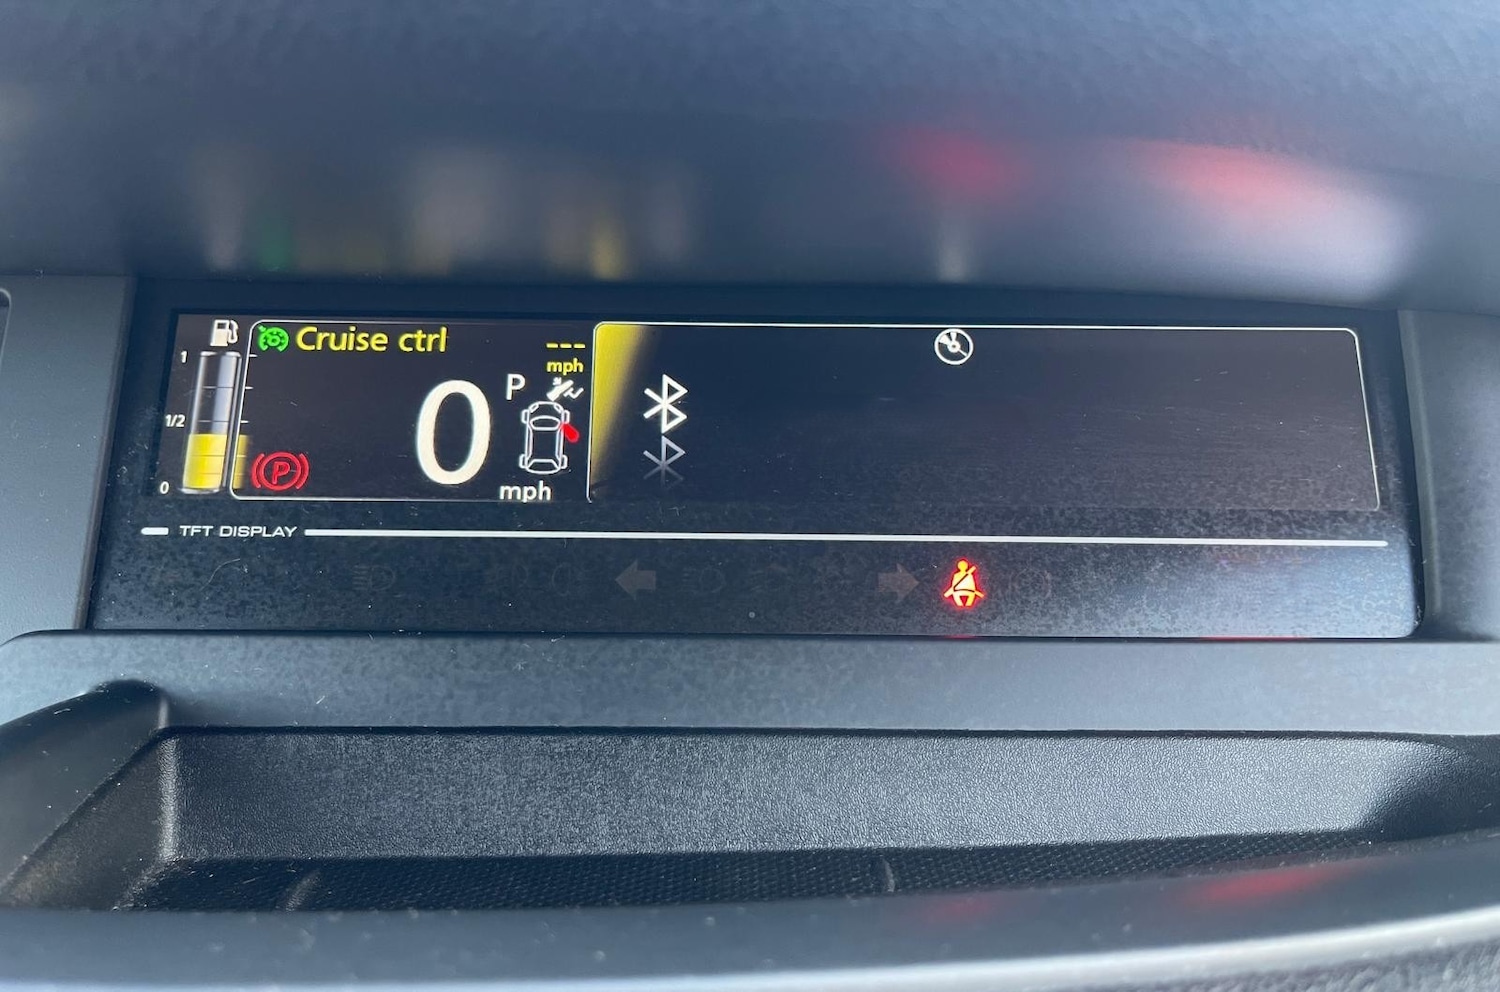 Cruise ctrl
---
mph
1
P
1/2
0
P
0
mph
TFT DISPLAY